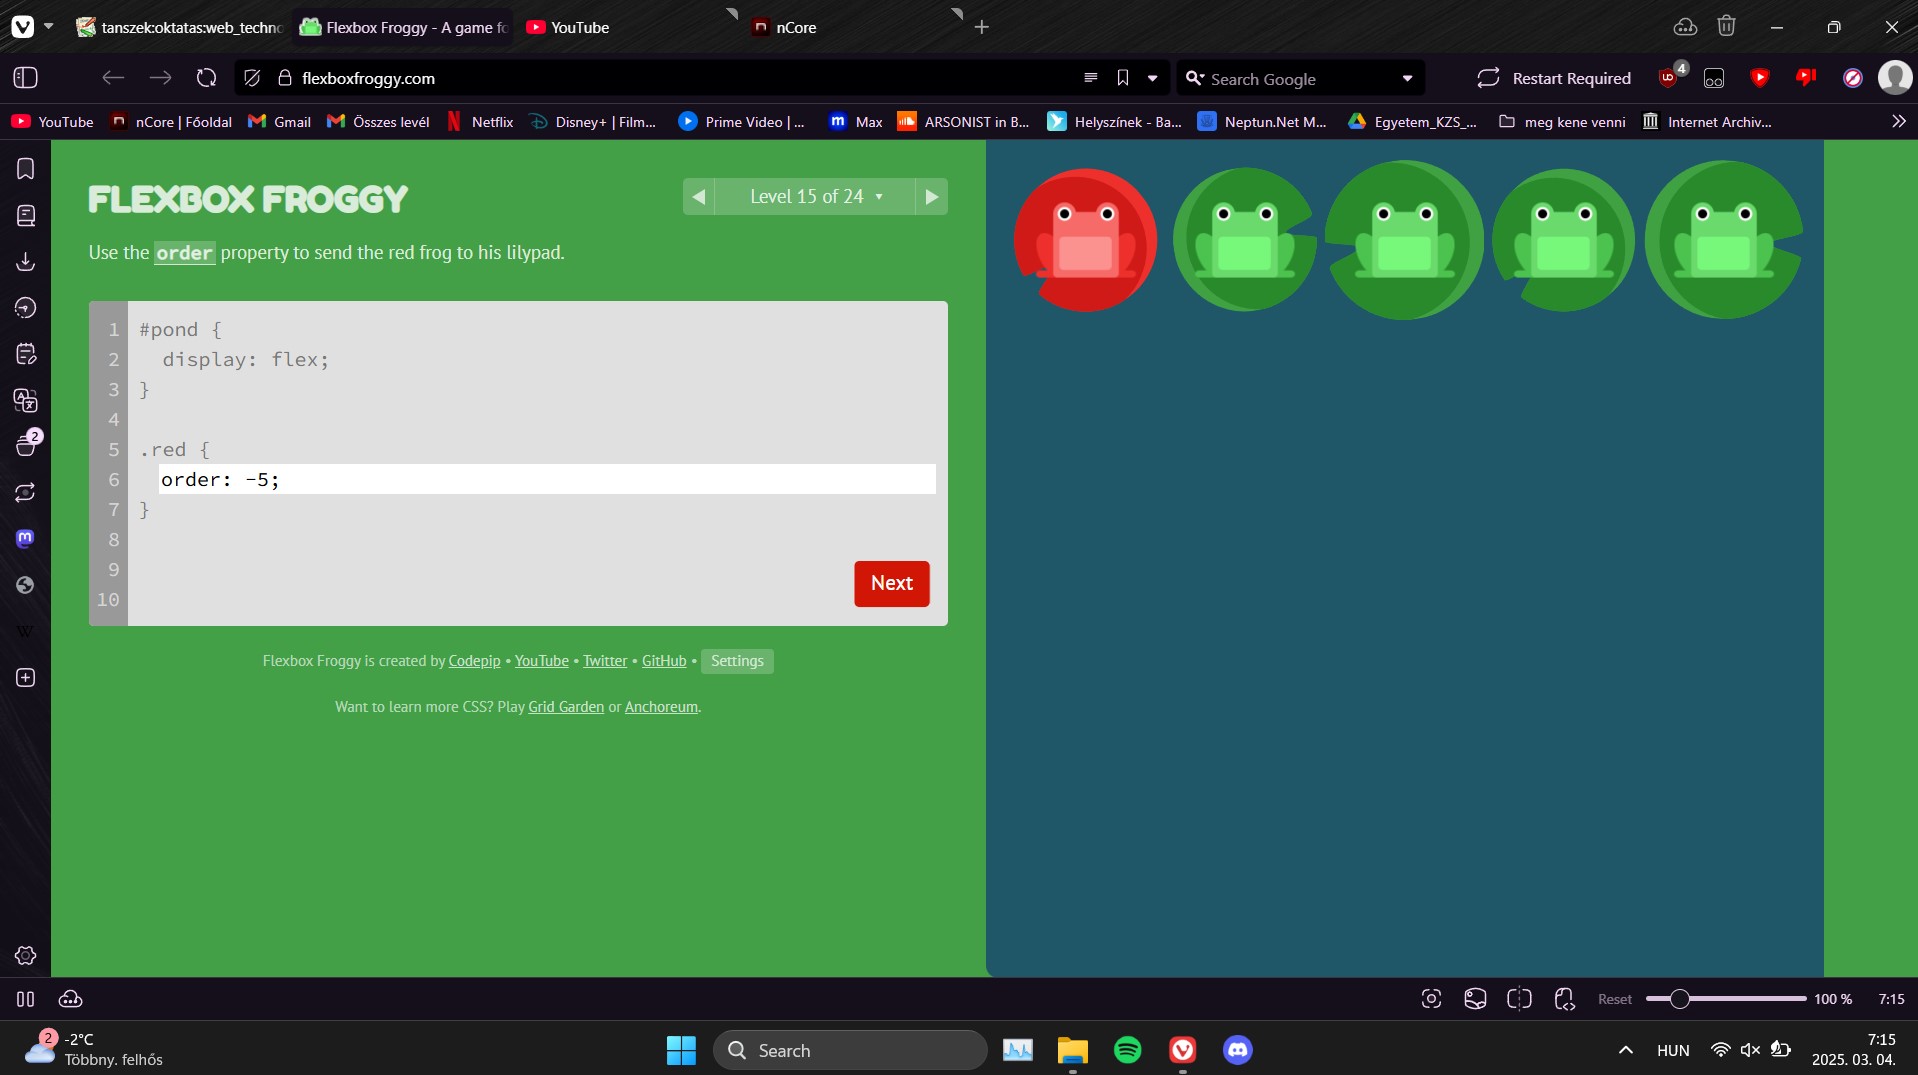 tanszek:oktatas:web_techno
Flexbox Froggy - A game fo
YouTube
nCore
flexboxfroggy.com
Search Google
Restart Required
4
YouTube
nCore | Főoldal
Gmail
Összes levél
Netflix
Disney+ | Film...
Prime Video | ...
Max
ARSONIST in B...
Helyszínek - Ba...
Neptun.Net M...
Egyetem_KZS_...
meg kene venni
Internet Archiv...
2
FLEXBOX FROGGY
Level 15 of 24
Use the order property to send the red frog to his lilypad.
1 #pond {
2 display: flex;
3 }
4
5 .red {
6 order: -5;
7 }
8
9
10
Next
Flexbox Froggy is created by Codepip • YouTube • Twitter • GitHub • Settings
Want to learn more CSS? Play Grid Garden or Anchoreum.
Reset
100 %
7:15
2
-2°C
Többny. felhős
Search
HUN
7:15
2025. 03. 04.